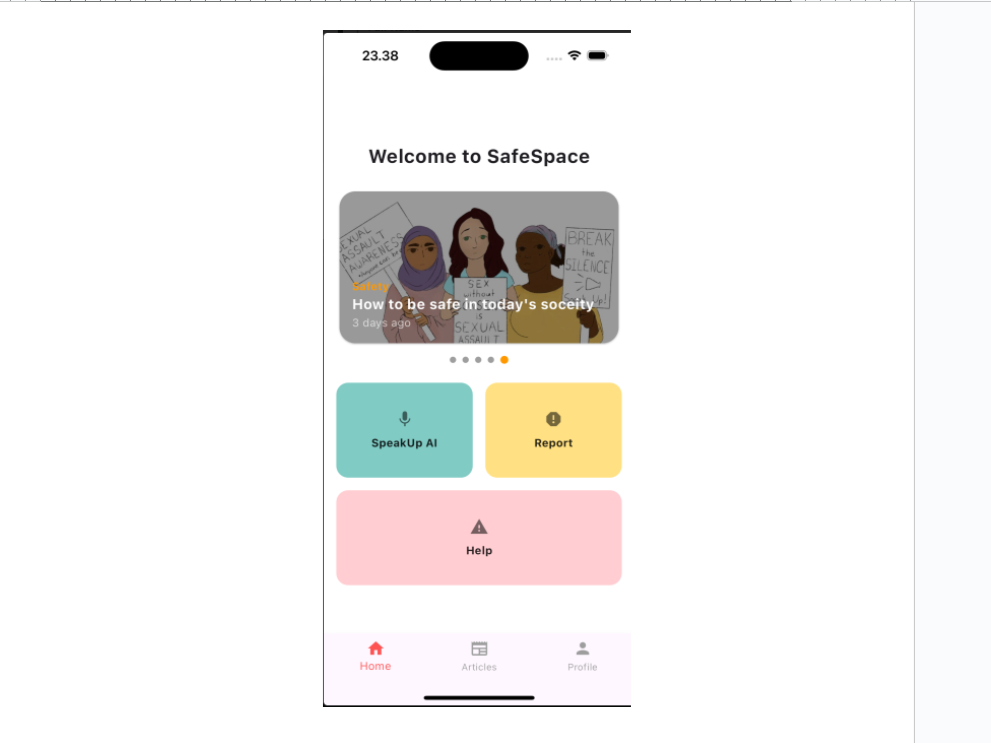 23.38
Welcome to SafeSpace
SEXUAL
ASSAULT
AWARENESS
BREAK
the
SILENCE
SEX
without
is
SEXUAL
ASSAULT
Safety
How to be safe in today's soceity
3 days ago
SpeakUp AI
Report
Help
Home
Articles
Profile